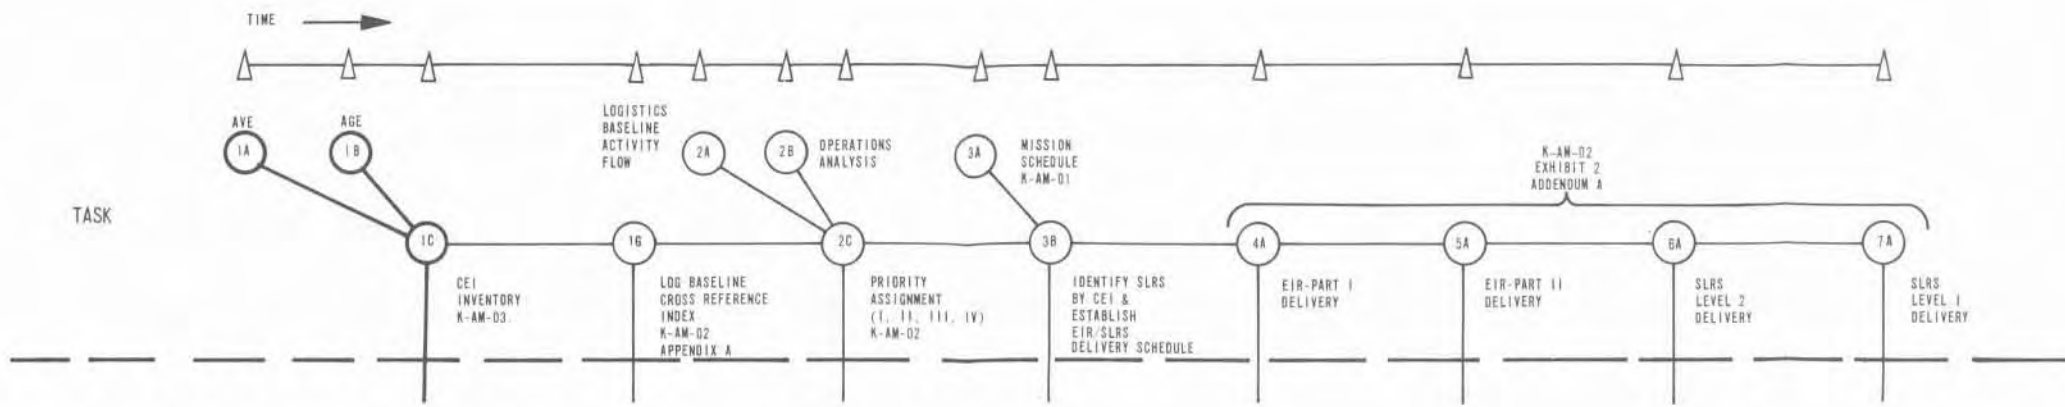 TIME
AVE
1A
AGE
1B
LOGISTICS
BASELINE
ACTIVITY
FLOW
2A
2B
OPERATIONS
ANALYSIS
3A
MISSION
SCHEDULE
K-AM-01
K-AM-02
EXHIBIT 2
ADDENDUM A
TASK
1C
1G
2C
3B
4A
5A
6A
7A
CEI
INVENTORY
K-AM-03.
LOG BASELINE
CROSS REFERENCE
INDEX
K-AM-02
APPENDIX A
PRIORITY
ASSIGNMENT
(I, II, III, IV)
K-AM-02
IDENTIFY SLRS
BY CEI &
ESTABLISH
EIR/SLRS
DELIVERY SCHEDULE
EIR-PART I
DELIVERY
EIR-PART II
DELIVERY
SLRS
LEVEL 2
DELIVERY
SLRS
LEVEL I
DELIVERY